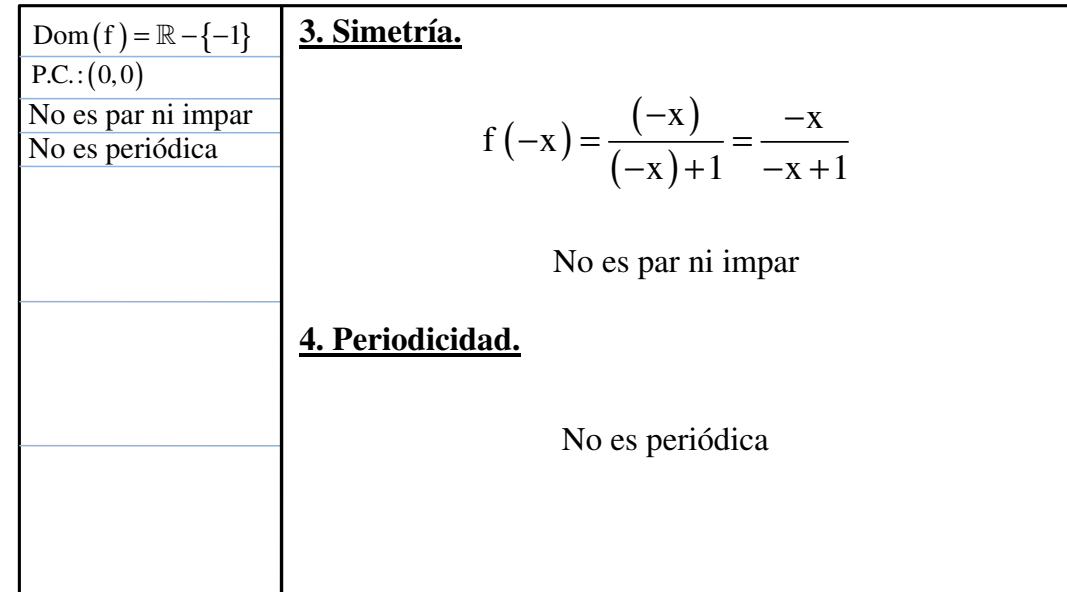 Dom(f) = ℝ − {−1}
P.C.: (0,0)
No es par ni impar
No es periódica
3. Simetría.
f(−x) = (−x)/((−x)+1) = −x/(−x+1)
No es par ni impar
4. Periodicidad.
No es periódica